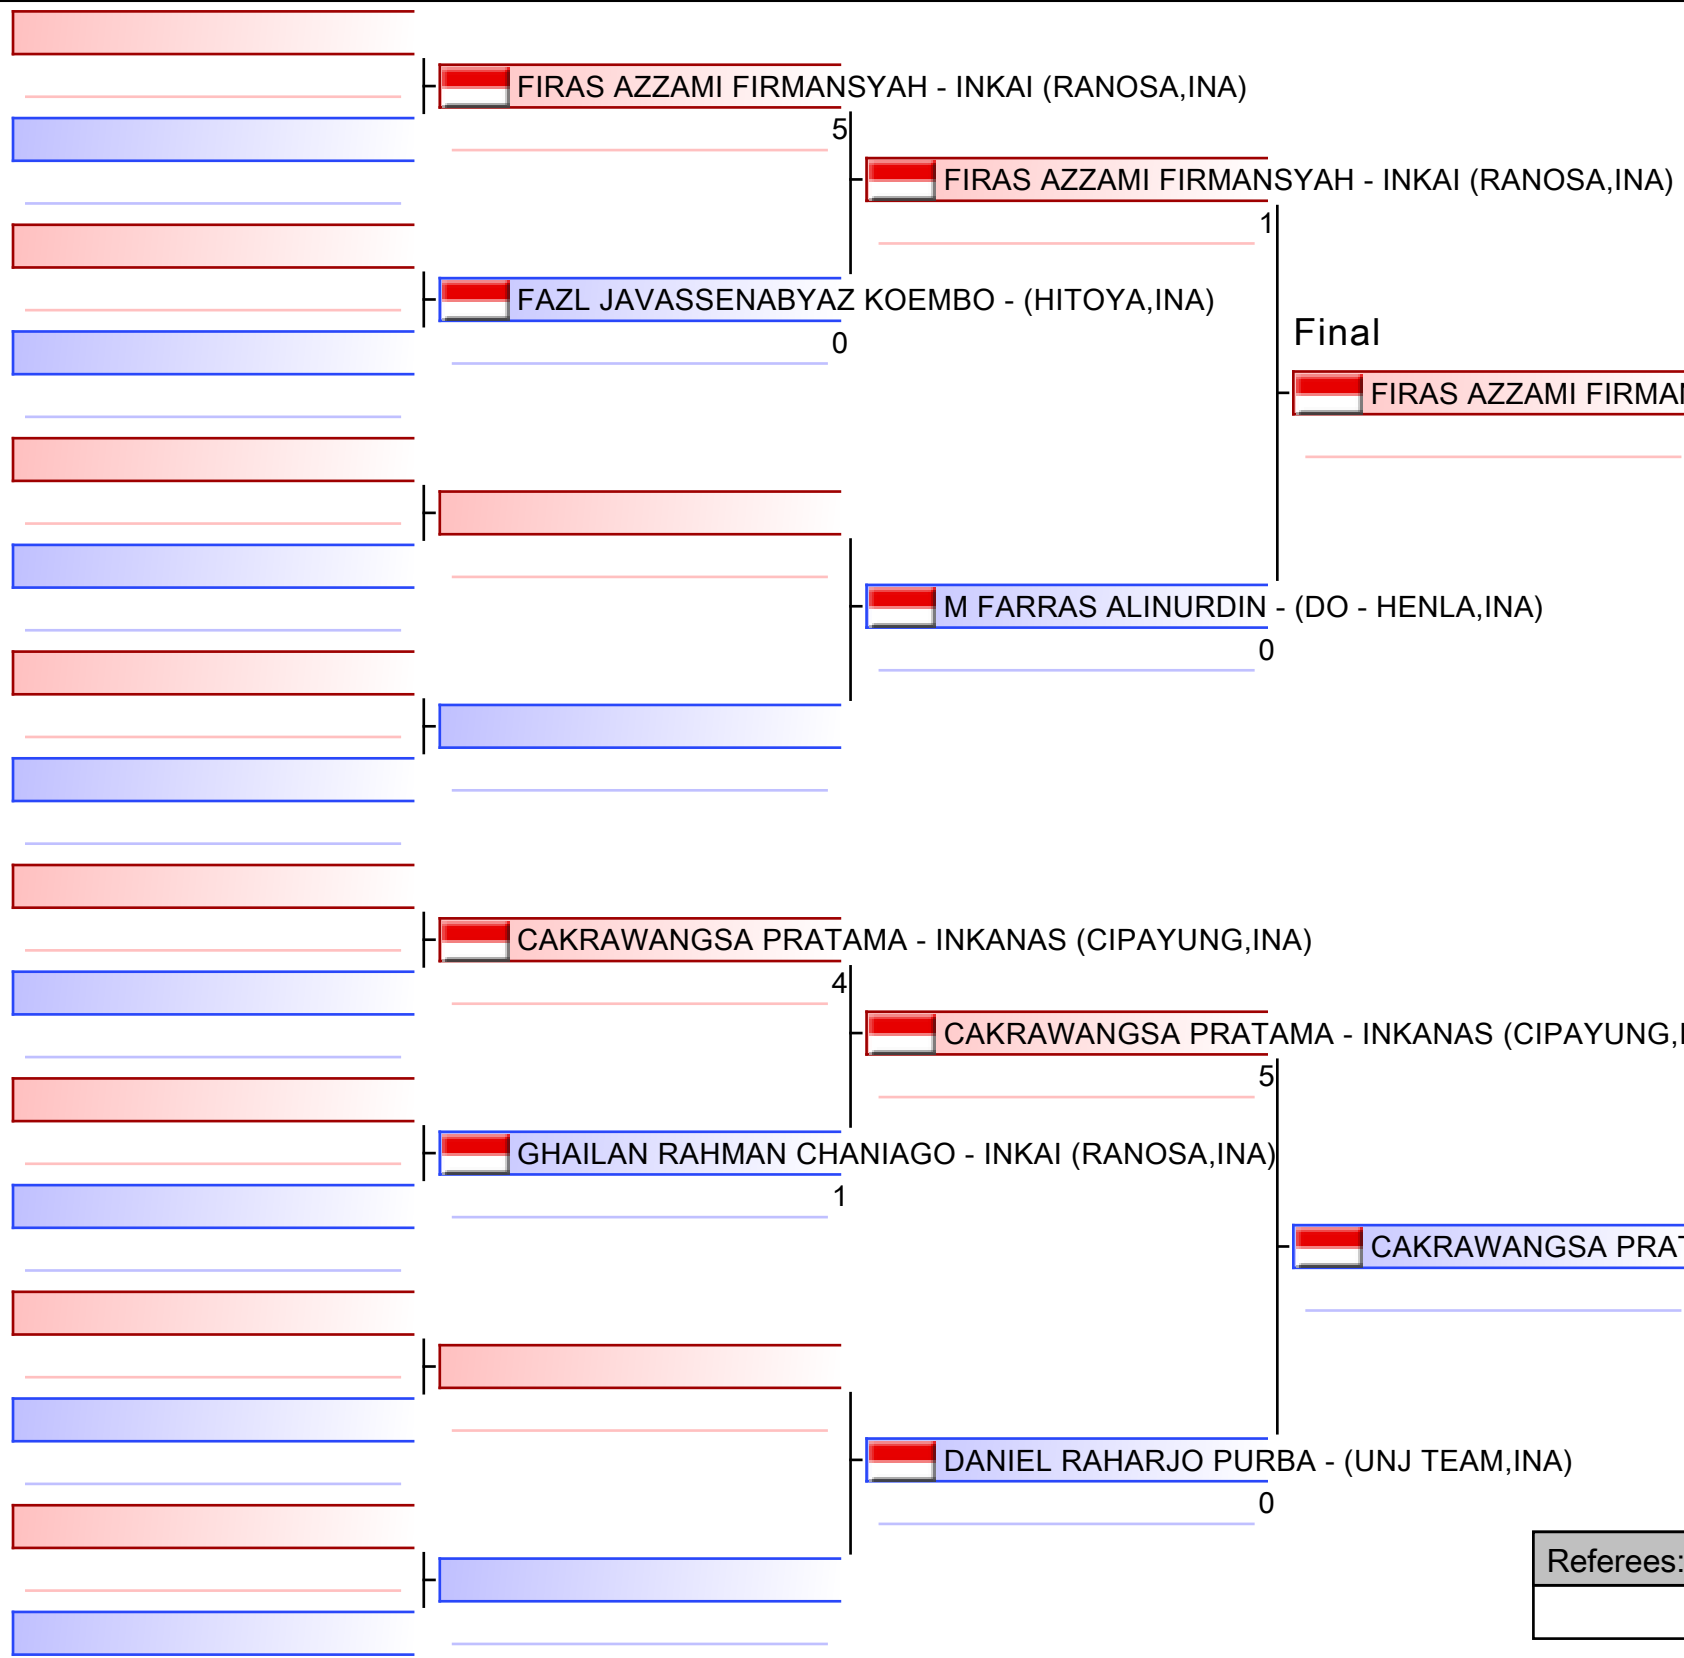 FIRAS AZZAMI FIRMANSYAH - INKAI (RANOSA,INA)
5
FIRAS AZZAMI FIRMANSYAH - INKAI (RANOSA,INA)
1
FAZL JAVASSENABYAZ KOEMBO - (HITOYA,INA)
0
Final
FIRAS AZZAMI
M FARRAS ALINURDIN - (DO - HENLA,INA)
0
CAKRAWANGSA PRATAMA - INKANAS (CIPAYUNG,INA)
4
CAKRAWANGSA PRATAMA - INKANAS (CIPAYUNG,
5
GHAILAN RAHMAN CHANIAGO - INKAI (RANOSA,INA)
1
CAKRAWANGSA
DANIEL RAHARJO PURBA - (UNJ TEAM,INA)
0
Referees: